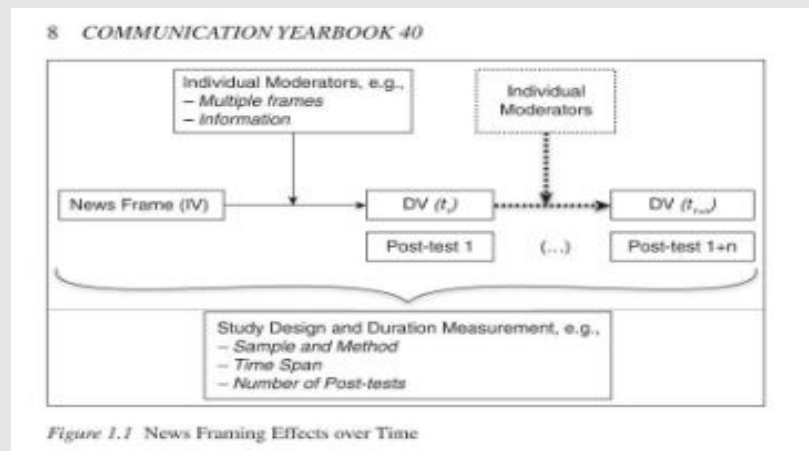 8 COMMUNICATION YEARBOOK 40
Individual Moderators, e.g.,
– Multiple frames
– Information
Individual
Moderators
News Frame (IV)
DV (t
DV (t
Post-test 1
(...)
Post-test 1+n
Study Design and Duration Measurement, e.g.,
– Sample and Method
– Time Span
– Number of Post-tests
Figure 1.1 News Framing Effects over Time